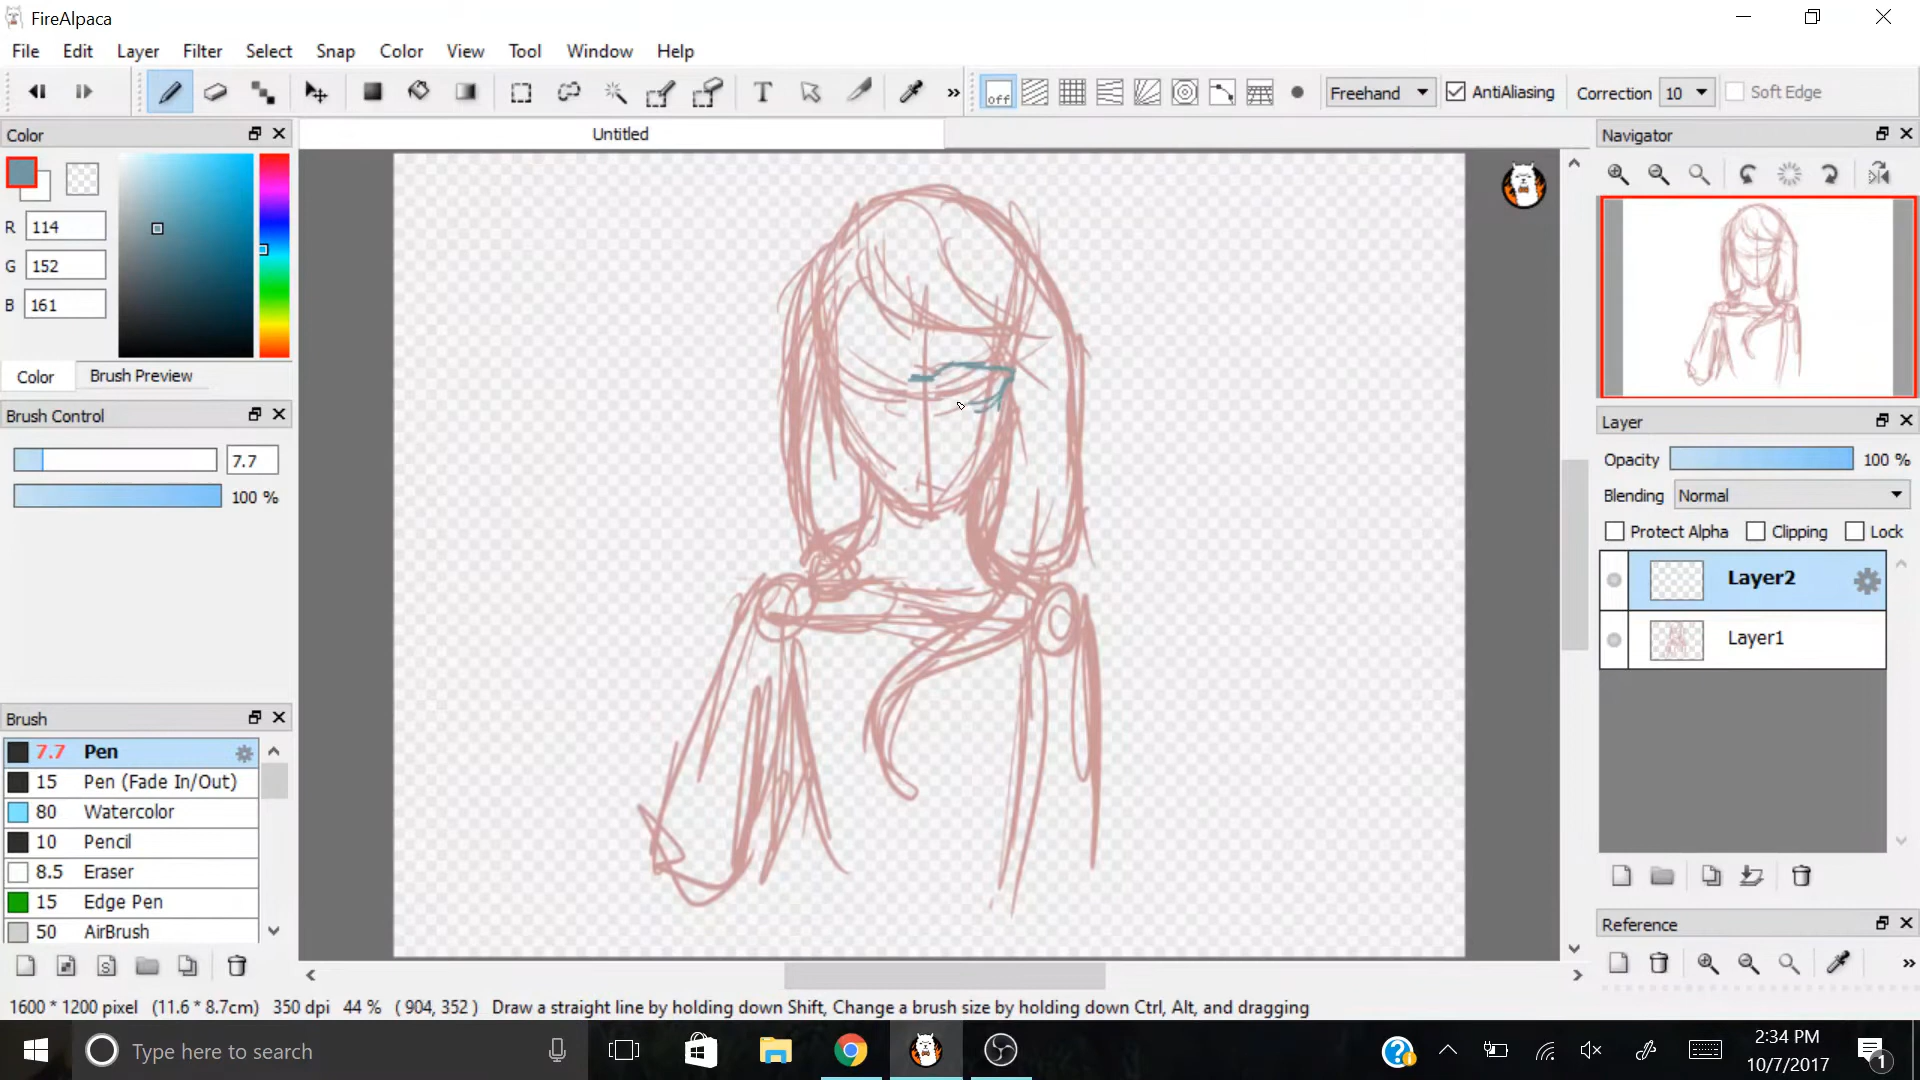 FireAlpaca
File Edit Layer Filter Select Snap Color View Tool Window Help
T off Freehand AntiAliasing Correction 10 Soft Edge
Color
Untitled
Navigator
R 114
G 152
B 161
Color Brush Preview
Brush Control
7.7
100 %
Layer
Opacity 100 %
Blending Normal
Protect Alpha Clipping Lock
Layer2
Layer1
Brush
7.7 Pen
15 Pen (Fade In/Out)
80 Watercolor
10 Pencil
8.5 Eraser
15 Edge Pen
50 AirBrush
S
Reference
1600 * 1200 pixel (11.6 * 8.7cm) 350 dpi 44 % ( 904, 352 ) Draw a straight line by holding down Shift, Change a brush size by holding down Ctrl, Alt, and dragging
Type here to search
2:34 PM
10/7/2017
1